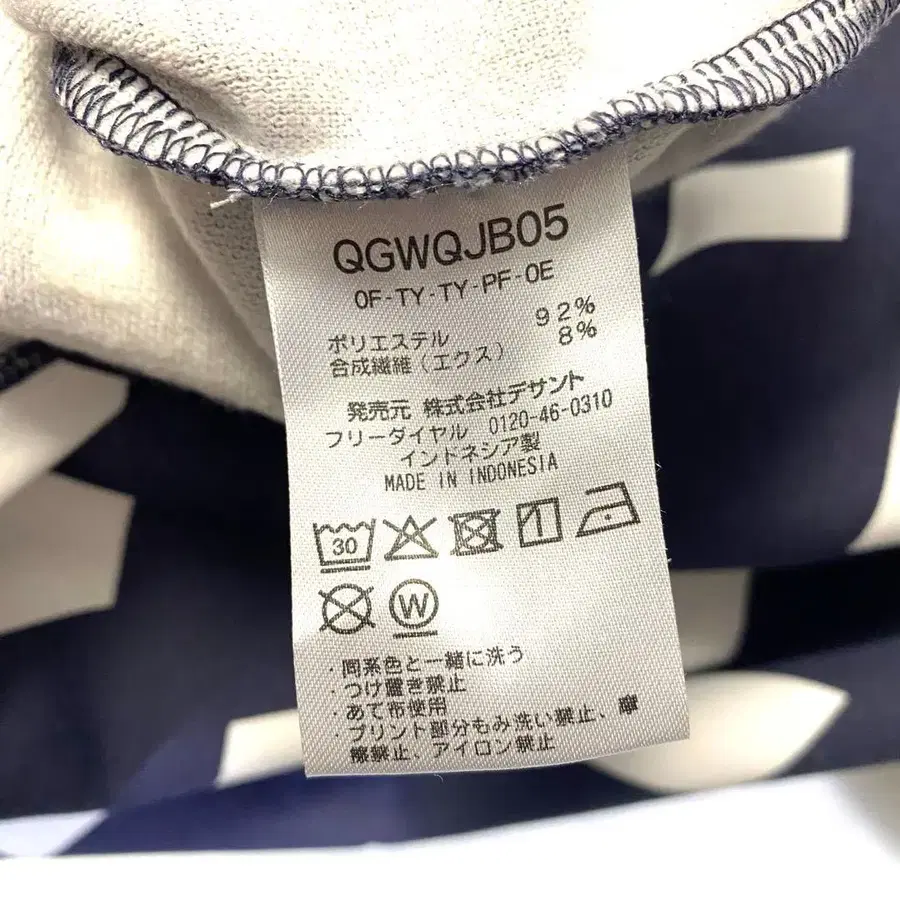 QGWQJB05
0F-TY-TY-PF-0E
ポリエステル 92%
合成繊維(エクス) 8%
発売元 株式会社デサント
フリーダイヤル 0120-46-0310
インドネシア製
MADE IN INDONESIA
30
W
・同系色と一緒に洗う
・つけ置き禁止
・あて布使用
・プリント部分もみ洗い禁止、摩
擦禁止、アイロン禁止